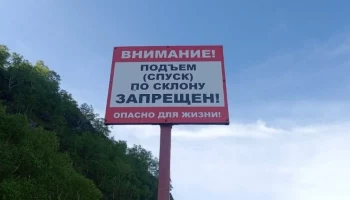 ВНИМАНИЕ!
ПОДЪЕМ
(СПУСК)
ПО СКЛОНУ
ЗАПРЕЩЕН!
ОПАСНО ДЛЯ ЖИЗНИ!